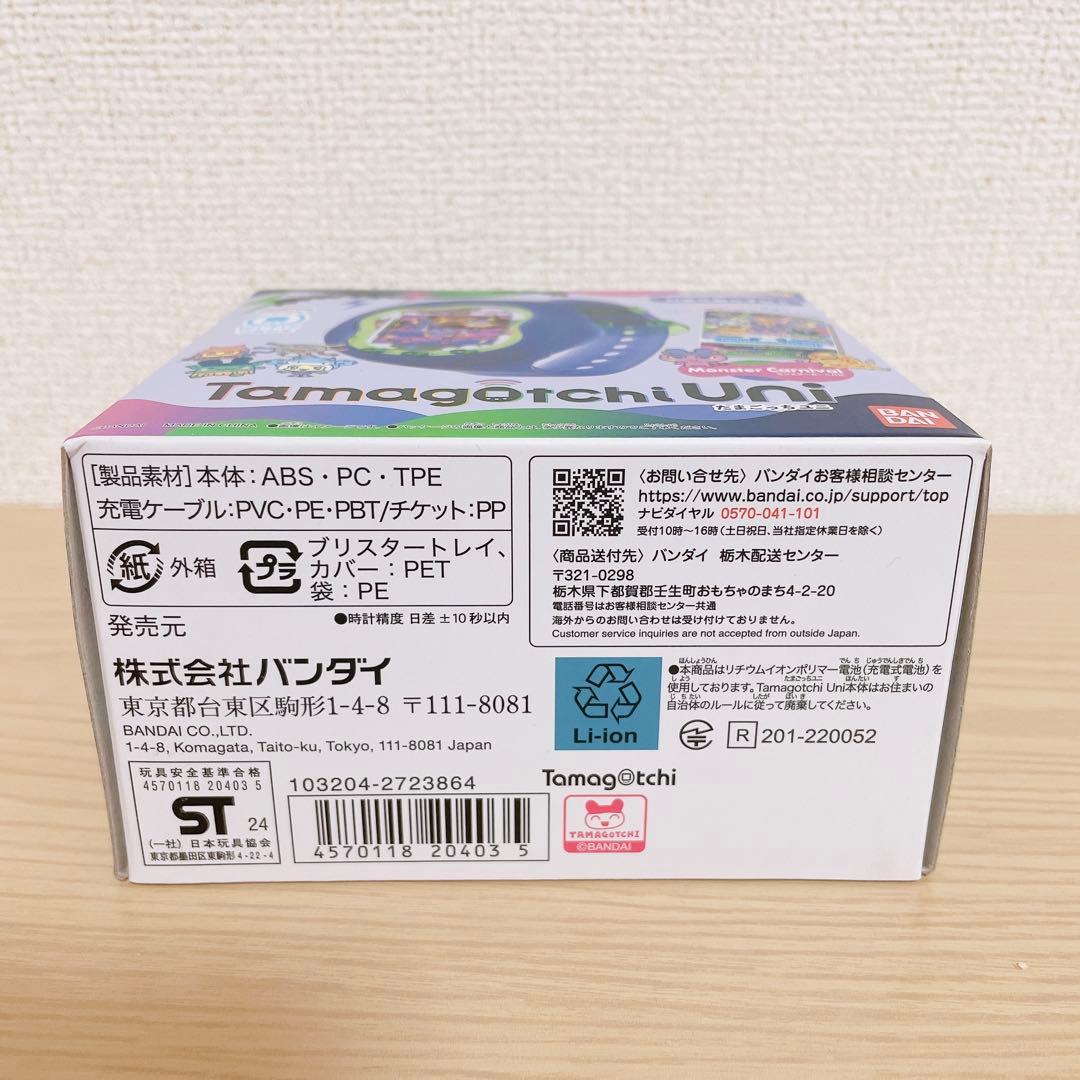 Monster Carnival
Tamagotchi Uni
たまごっちユニ
BAN
DAI
©BANDAI MADE IN CHINA
[製品素材]本体：ABS・PC・TPE
充電ケーブル：PVC・PE・PBT/チケット：PP
紙 外箱
プラ ブリスタートレイ、
カバー：PET
袋：PE
●時計精度 日差±10秒以内
発売元
株式会社バンダイ
東京都台東区駒形1-4-8 〒111-8081
BANDAI CO.,LTD.
1-4-8, Komagata, Taito-ku, Tokyo, 111-8081 Japan
玩具安全基準合格
4570118 20403 5
ST 24
(一社) 日本玩具協会
東京都墨田区東駒形4-22-4
103204-2723864
4570118 204035
〈お問い合せ先〉バンダイお客様相談センター
https://www.bandai.co.jp/support/top
ナビダイヤル 0570-041-101
受付10時〜16時(土日祝日、当社指定休業日を除く)
〈商品送付先〉バンダイ 栃木配送センター
〒321-0298
栃木県下都賀郡壬生町おもちゃのまち4-2-20
電話番号はお客様相談センター共通
海外からのお問い合わせは受け付けておりません。
Customer service inquiries are not accepted from outside Japan.
Li-ion
●本商品はリチウムイオンポリマー電池(充電式電池)を
使用しております。Tamagotchi Uni本体はお住まいの
自治体のルールに従って廃棄してください。
R 201-220052
Tamagotchi
TAMAGOTCHI
©BANDAI